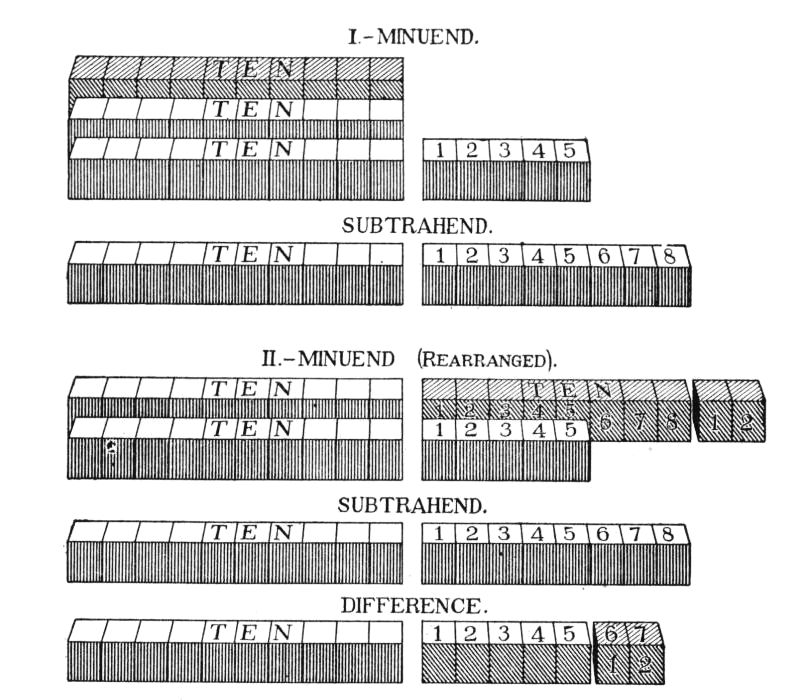 I.-MINUEND.
TEN
TEN
TEN 1 2 3 4 5
SUBTRAHEND.
TEN 1 2 3 4 5 6 7 8
II.-MINUEND (REARRANGED).
TEN TEN
1 2 3 4 5 6 7 8 1 2
TEN 1 2 3 4 5
SUBTRAHEND.
TEN 1 2 3 4 5 6 7 8
DIFFERENCE.
TEN 1 2 3 4 5 6 7
1 2